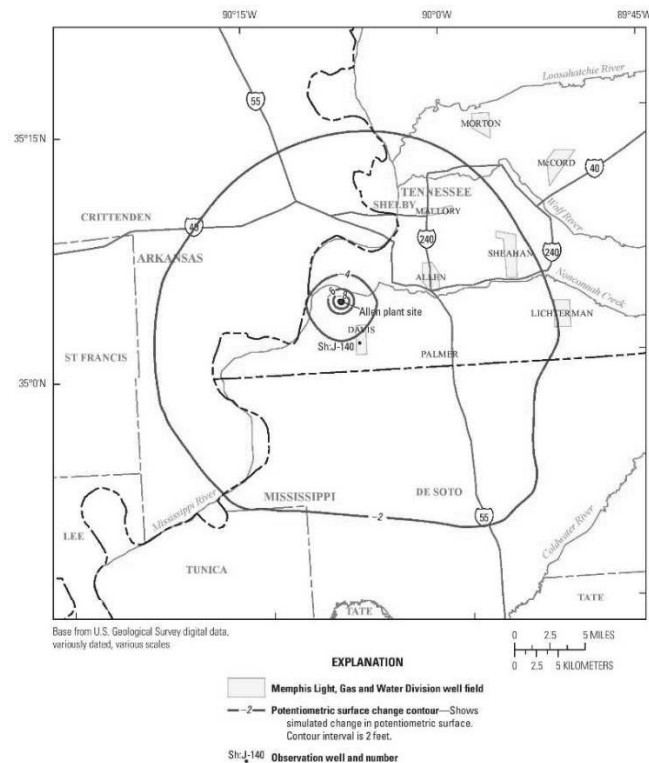 90°15'W
90°00'W
89°45'W
Loosahatchie River
55
MORTON
35°15'N
McCORD
40
TENNESSEE
SHELBY
MALLORY
Wolf River
CRITTENDEN
40
240
ARKANSAS
SHEAHAN
240
ALLEN
Nonconnah Creek
–4
Allen plant site
LICHTERMAN
DAVIS
ST FRANCIS
Sh:J-140
PALMER
35°0'N
Mississippi River
MISSISSIPPI
DE SOTO
–2
55
Coldwater River
LEE
TUNICA
TATE
TATE
Base from U.S. Geological Survey digital data,
variously dated, various scales
0 2.5 5 MILES
0 2.5 5 KILOMETERS
EXPLANATION
Memphis Light, Gas and Water Division well field
–2 Potentiometric surface change contour—Shows
simulated change in potentiometric surface.
Contour interval is 2 feet.
Sh:J-140 Observation well and number